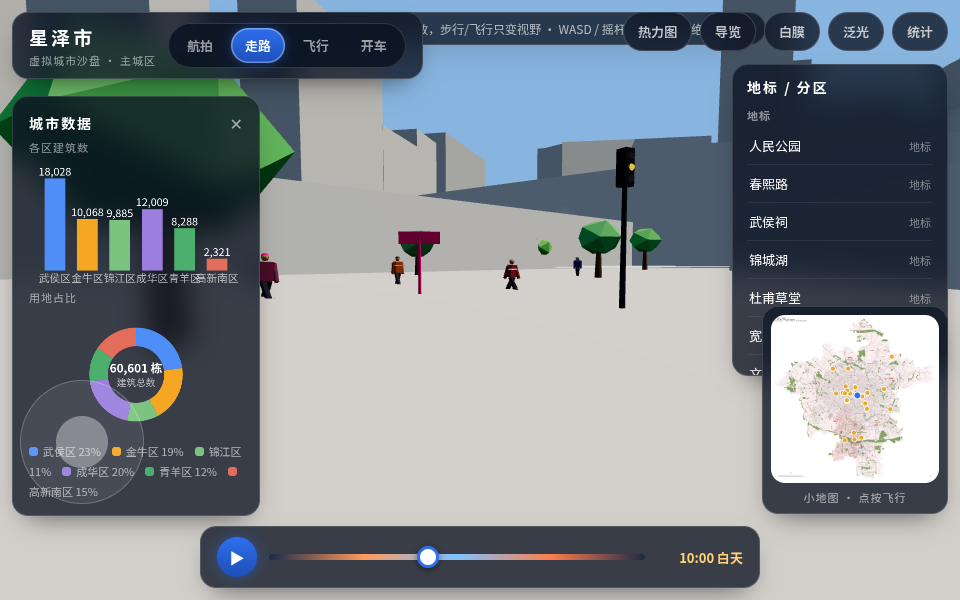 星泽市
虚拟城市沙盘 · 主城区
航拍
走路
飞行
开车
步行/飞行只变视野 · WASD / 摇杆
热力图
导览
白膜
泛光
统计
城市数据
×
各区建筑数
18,028
10,068
9,885
12,009
8,288
2,321
武侯区
金牛区
锦江区
成华区
青羊区
高新南区
用地占比
60,601 栋
建筑总数
武侯区 23% 金牛区 19% 锦江区
11% 成华区 20% 青羊区 12%
高新南区 15%
地标 / 分区
地标
人民公园 地标
春熙路 地标
武侯祠 地标
锦城湖 地标
杜甫草堂 地标
宽
小地图 · 点按飞行
10:00 白天